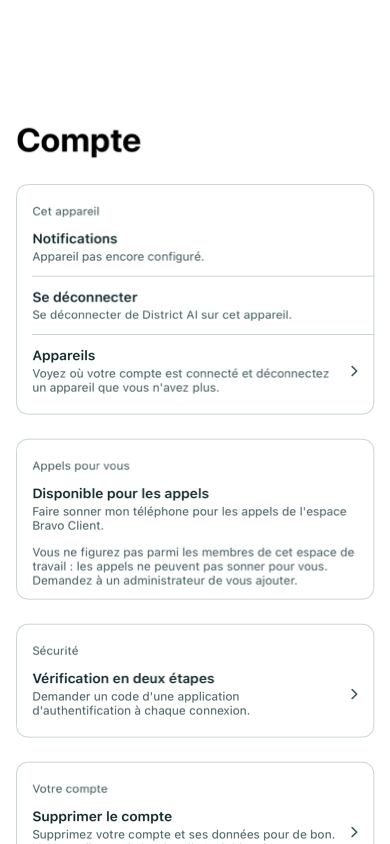 Compte
Cet appareil
Notifications
Appareil pas encore configuré.
Se déconnecter
Se déconnecter de District AI sur cet appareil.
Appareils
Voyez où votre compte est connecté et déconnectez
un appareil que vous n'avez plus.
Appels pour vous
Disponible pour les appels
Faire sonner mon téléphone pour les appels de l'espace
Bravo Client.
Vous ne figurez pas parmi les membres de cet espace de
travail : les appels ne peuvent pas sonner pour vous.
Demandez à un administrateur de vous ajouter.
Sécurité
Vérification en deux étapes
Demander un code d'une application
d'authentification à chaque connexion.
Votre compte
Supprimer le compte
Supprimez votre compte et ses données pour de bon.